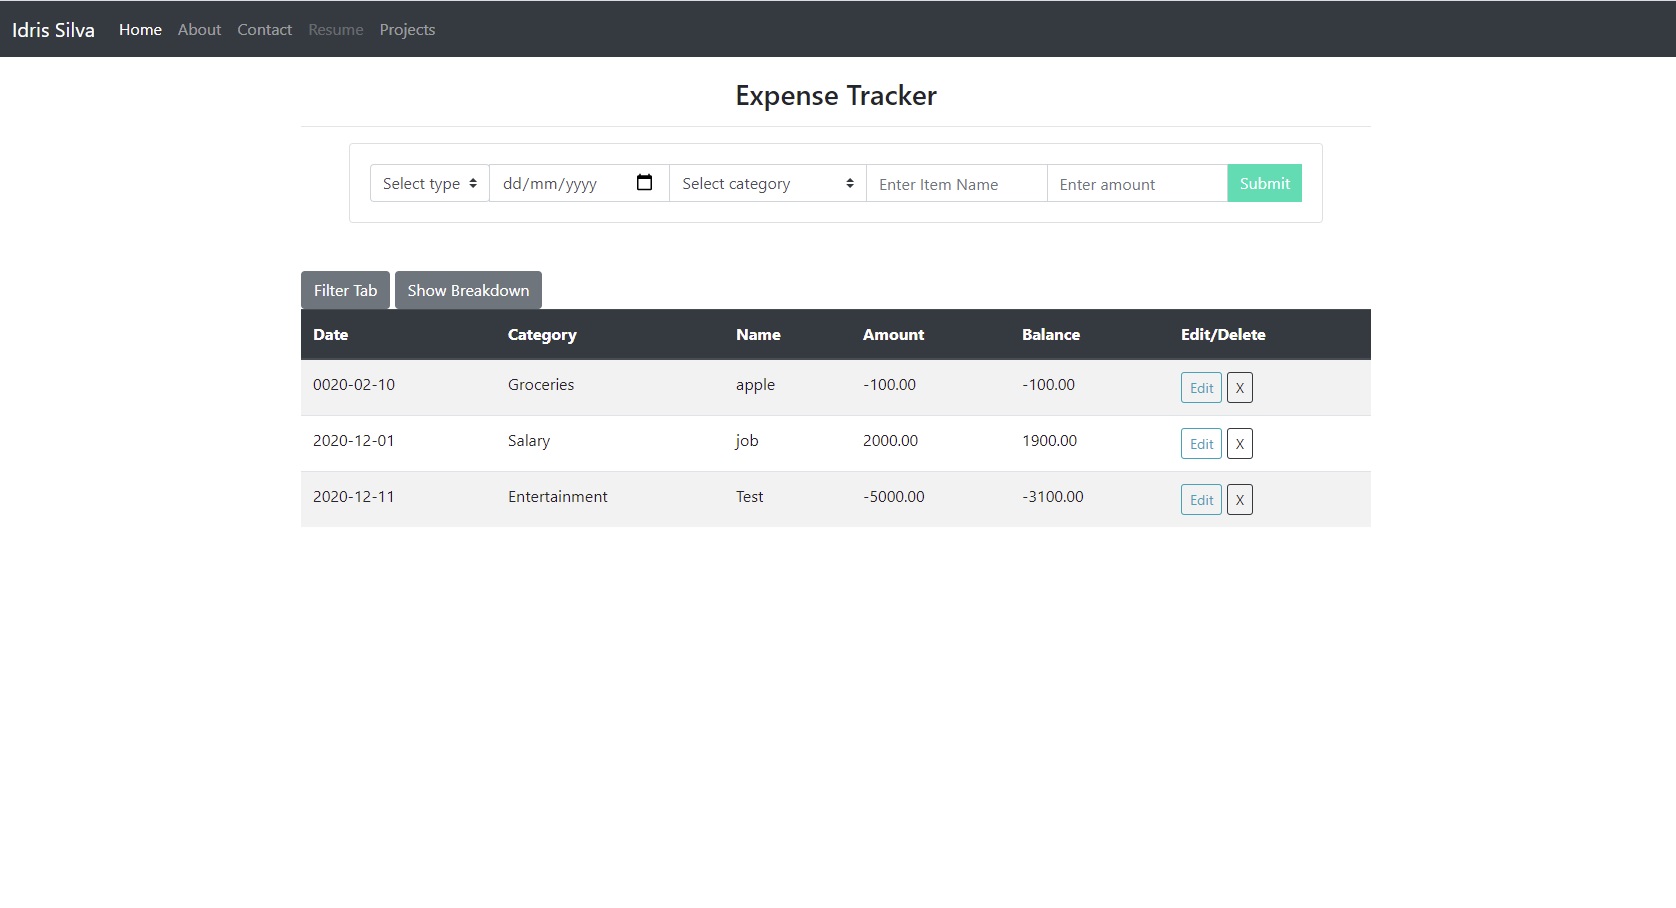 Idris Silva Home About Contact Resume Projects
Expense Tracker
Select type dd/mm/yyyy Select category Enter Item Name Enter amount Submit
Filter Tab Show Breakdown
Date Category Name Amount Balance Edit/Delete
0020-02-10 Groceries apple -100.00 -100.00 Edit X
2020-12-01 Salary job 2000.00 1900.00 Edit X
2020-12-11 Entertainment Test -5000.00 -3100.00 Edit X